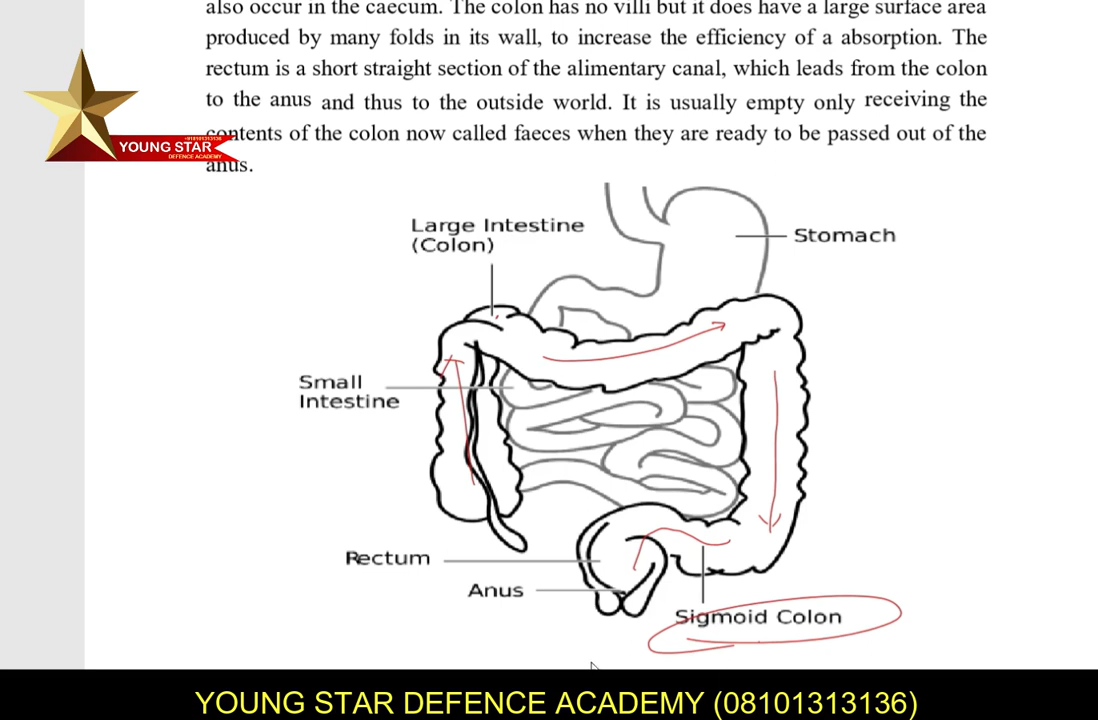 also occur in the caecum. The colon has no villi but it does have a large surface area
produced by many folds in its wall, to increase the efficiency of a absorption. The
rectum is a short straight section of the alimentary canal, which leads from the colon
to the anus and thus to the outside world. It is usually empty only receiving the
contents of the colon now called faeces when they are ready to be passed out of the
anus.
+08101313136
YOUNG STAR
DEFENCE ACADEMY
Large Intestine
(Colon)
Stomach
Small
Intestine
Rectum
Anus
Sigmoid Colon
YOUNG STAR DEFENCE ACADEMY (08101313136)